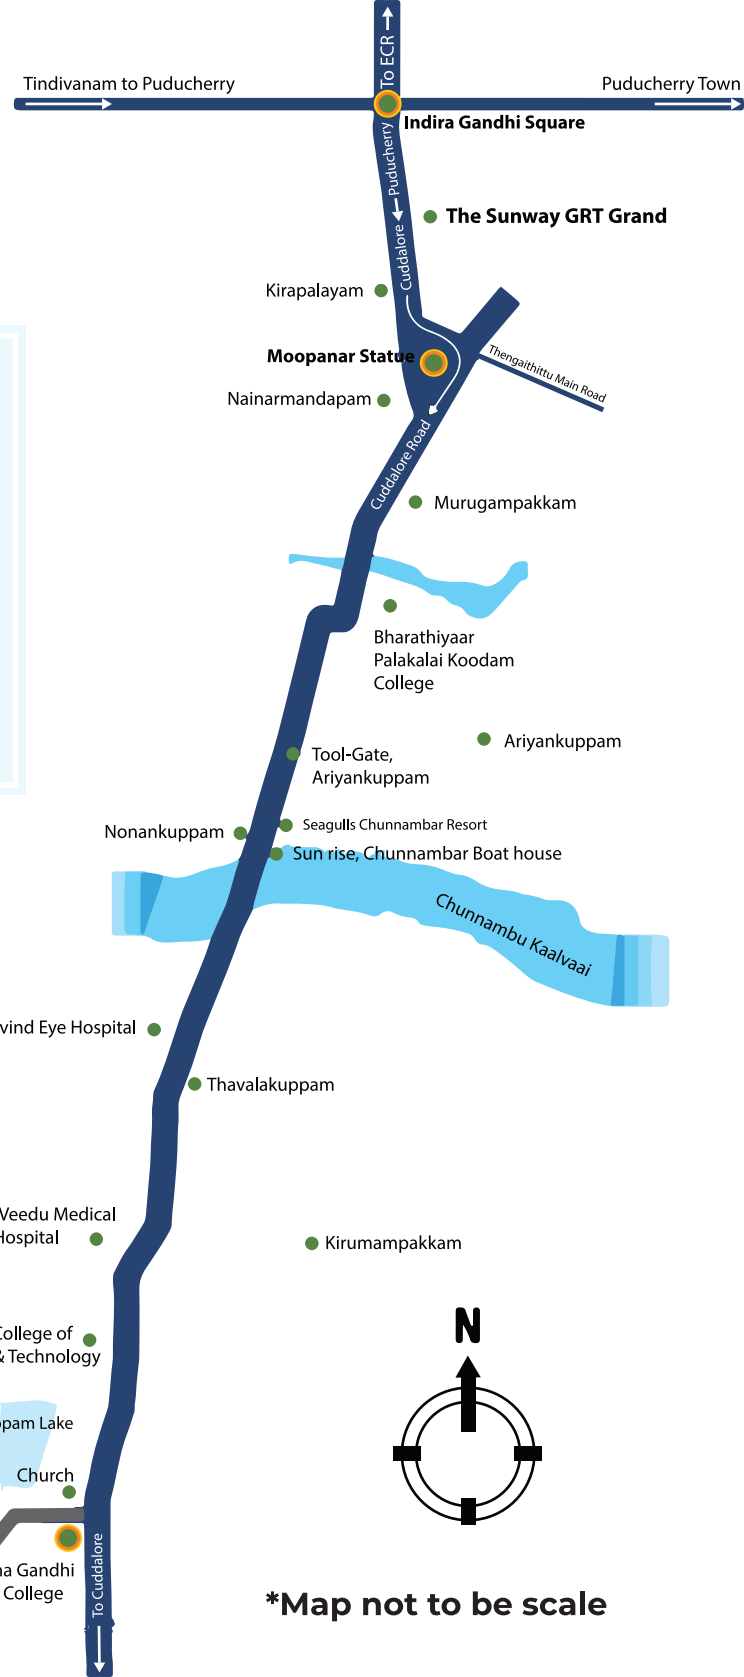 To ECR
Tindivanam to Puducherry
Puducherry Town
Indira Gandhi Square
Puducherry
The Sunway GRT Grand
Cuddalore
Kirapalayam
Thengaithittu Main Road
Moopanar Statue
Nainarmandapam
Cuddalore Road
Murugampakkam
Bharathiyaar
Palakalai Koodam
College
Ariyankuppam
Tool-Gate,
Ariyankuppam
Seagulls Chunnambar Resort
Nonankuppam
Sun rise, Chunnambar Boat house
Chunnambu Kaalvaai
vind Eye Hospital
Thavalakuppam
Veedu Medical
Hospital
Kirumampakkam
N
College of
& Technology
ppam Lake
Church
na Gandhi
College
To Cuddalore
*Map not to be scale